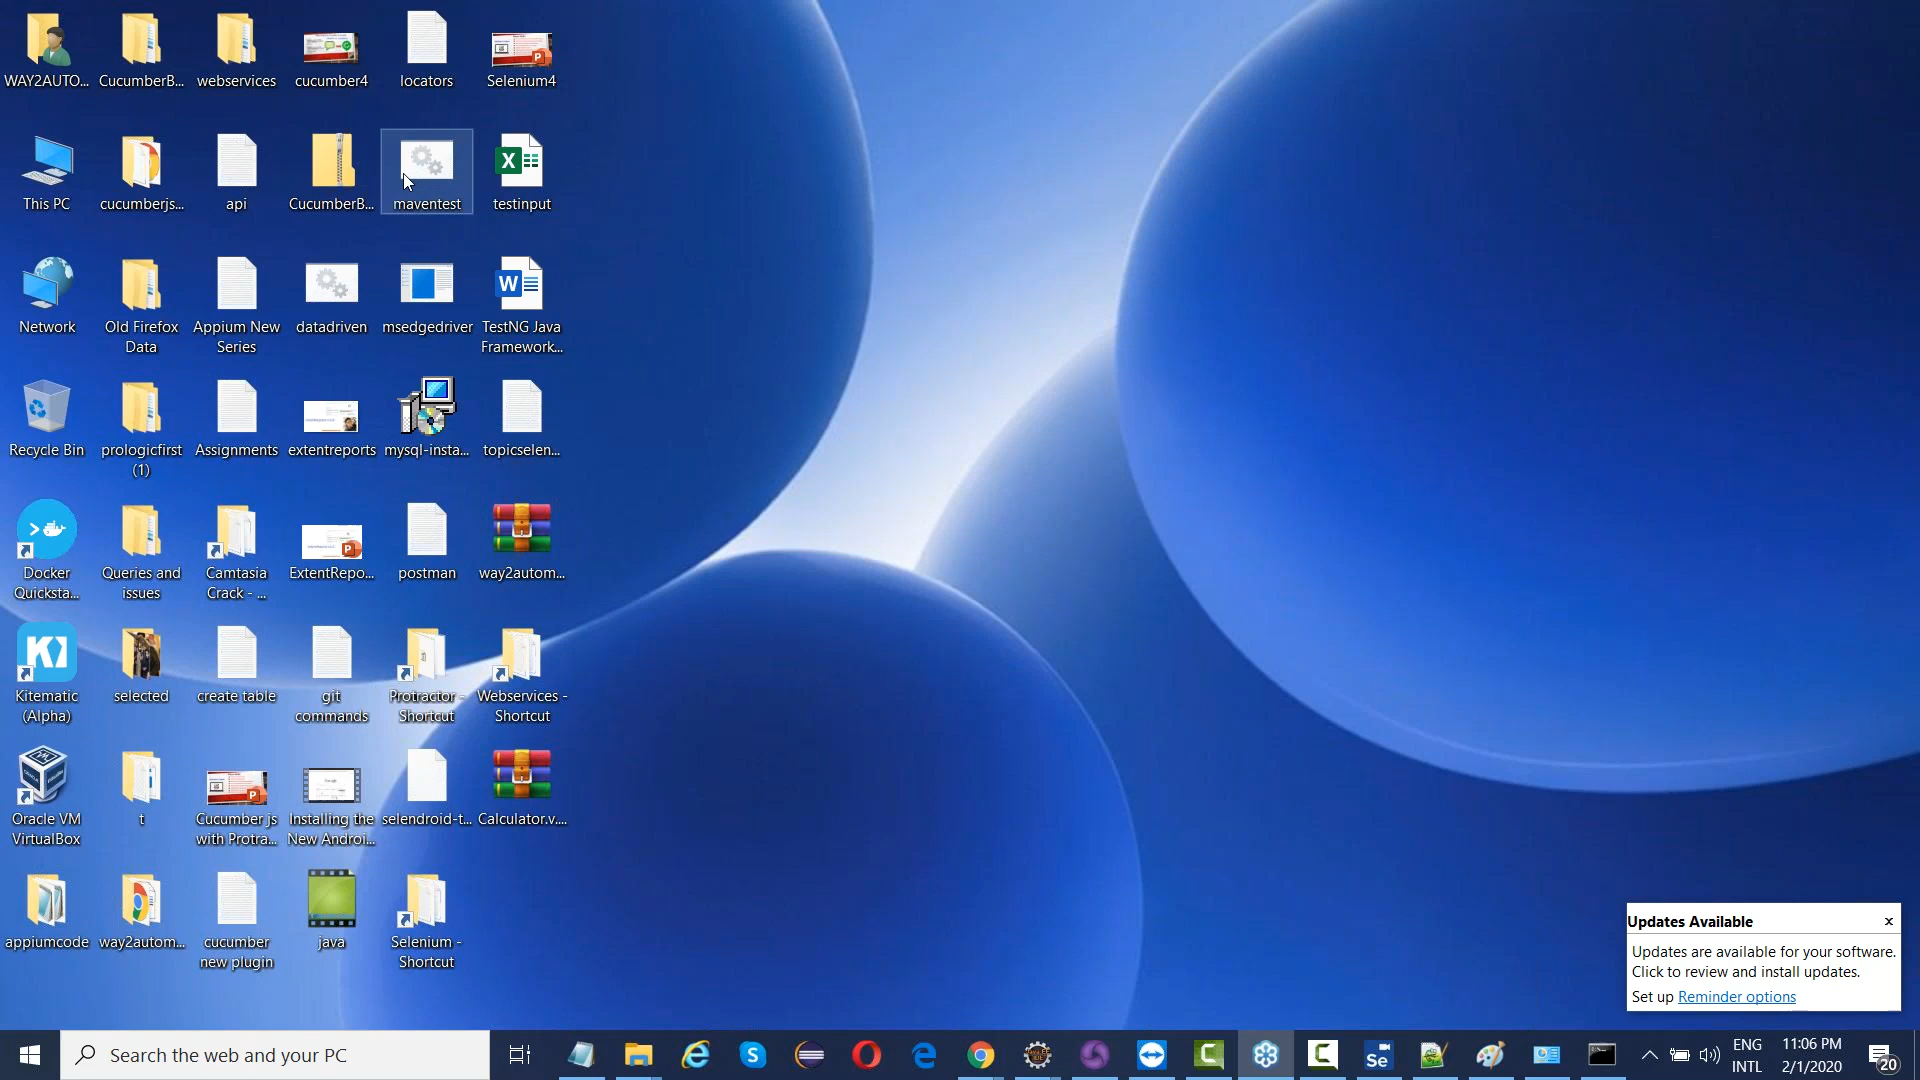 WAY2AUTO...
CucumberB...
webservices
cucumber4
locators
Selenium4
This PC
cucumberjs...
api
CucumberB...
maventest
testinput
Network
Old Firefox
Data
Appium New
Series
datadriven
msedgedriver
TestNG Java
Framework...
Recycle Bin
prologicfirst
(1)
Assignments
extentreports
mysql-insta...
topicselen...
Docker
Quicksta...
Queries and
issues
Camtasia
Crack - ...
ExtentRepo...
postman
way2autom...
Kitematic
(Alpha)
selected
create table
git
commands
Protractor -
Shortcut
Webservices -
Shortcut
Oracle VM
VirtualBox
t
Cucumber js
with Protra...
Installing the
New Androi...
selendroid-t...
Calculator.v....
appiumcode
way2autom...
cucumber
new plugin
java
Selenium -
Shortcut
Updates Available
Updates are available for your software.
Click to review and install updates.
Set up Reminder options
Search the web and your PC
ENG
INTL
11:06 PM
2/1/2020
20